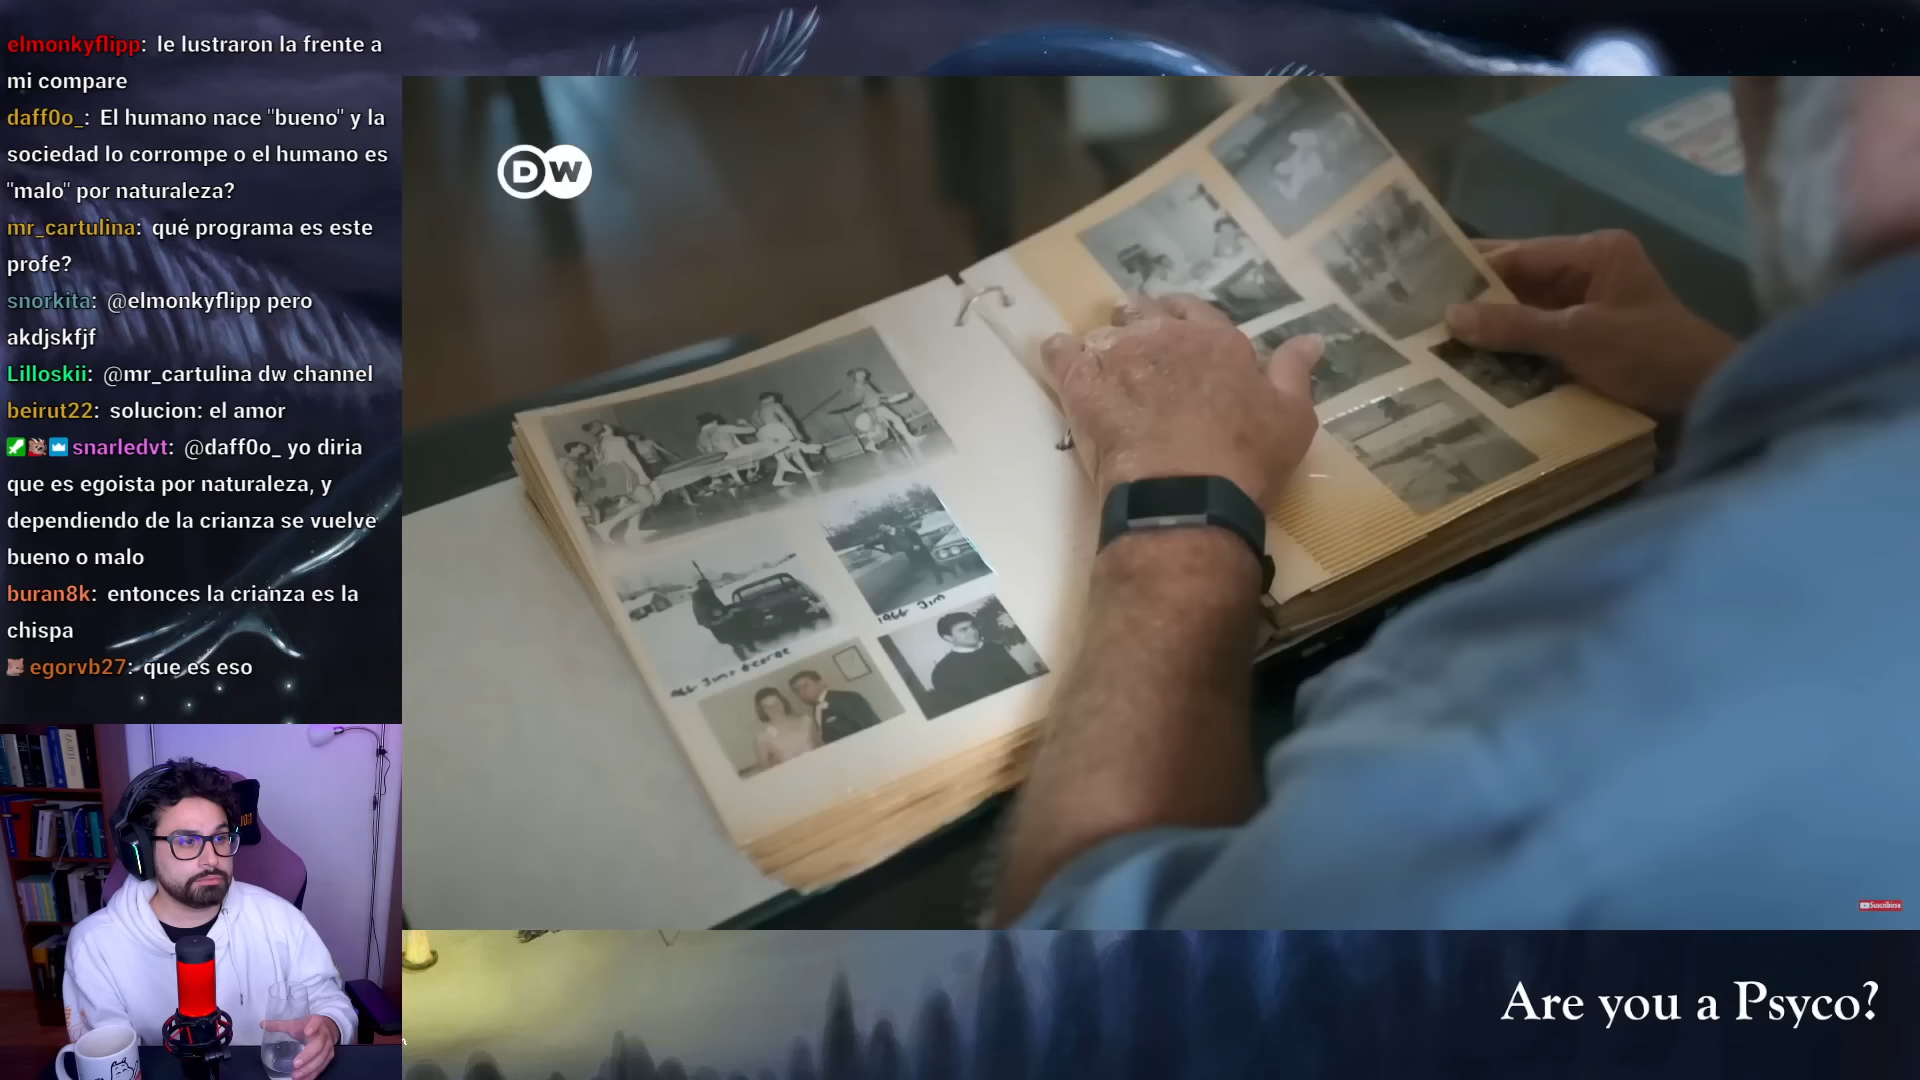 elmonkyflipp: le lustraron la frente a
mi compare
daff0o_: El humano nace "bueno" y la
sociedad lo corrompe o el humano es
"malo" por naturaleza?
mr_cartulina: qué programa es este
profe?
snorkita: @elmonkyflipp pero
akdjskfjf
Lilloskii: @mr_cartulina dw channel
beirut22: solucion: el amor
snarledvt: @daff0o_ yo diria
que es egoista por naturaleza, y
dependiendo de la crianza se vuelve
bueno o malo
buran8k: entonces la crianza es la
chispa
egorvb27: que es eso
DW
1966 Jim
Suscribirse
Are you a Psyco?